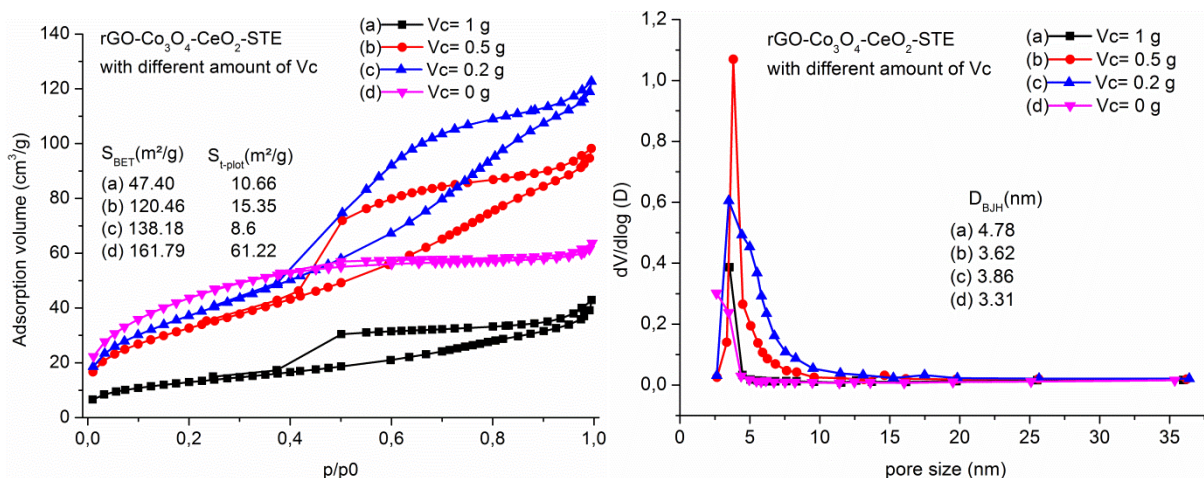 rGO-Co₃O₄-CeO₂-STE
with different amount of Vc
(a) Vc= 1 g
(b) Vc= 0.5 g
(c) Vc= 0.2 g
(d) Vc= 0 g
S_BET(m²/g) S_t-plot(m²/g)
(a) 47.40 10.66
(b) 120.46 15.35
(c) 138.18 8.6
(d) 161.79 61.22
Adsorption volume (cm³/g)
140
120
100
80
60
40
20
0
0,0 0,2 0,4 0,6 0,8 1,0
p/p0
rGO-Co₃O₄-CeO₂-STE
with different amount of Vc
(a) Vc= 1 g
(b) Vc= 0.5 g
(c) Vc= 0.2 g
(d) Vc= 0 g
D_BJH(nm)
(a) 4.78
(b) 3.62
(c) 3.86
(d) 3.31
dV/dlog (D)
1,2
1,0
0,8
0,6
0,4
0,2
0,0
0 5 10 15 20 25 30 35
pore size (nm)